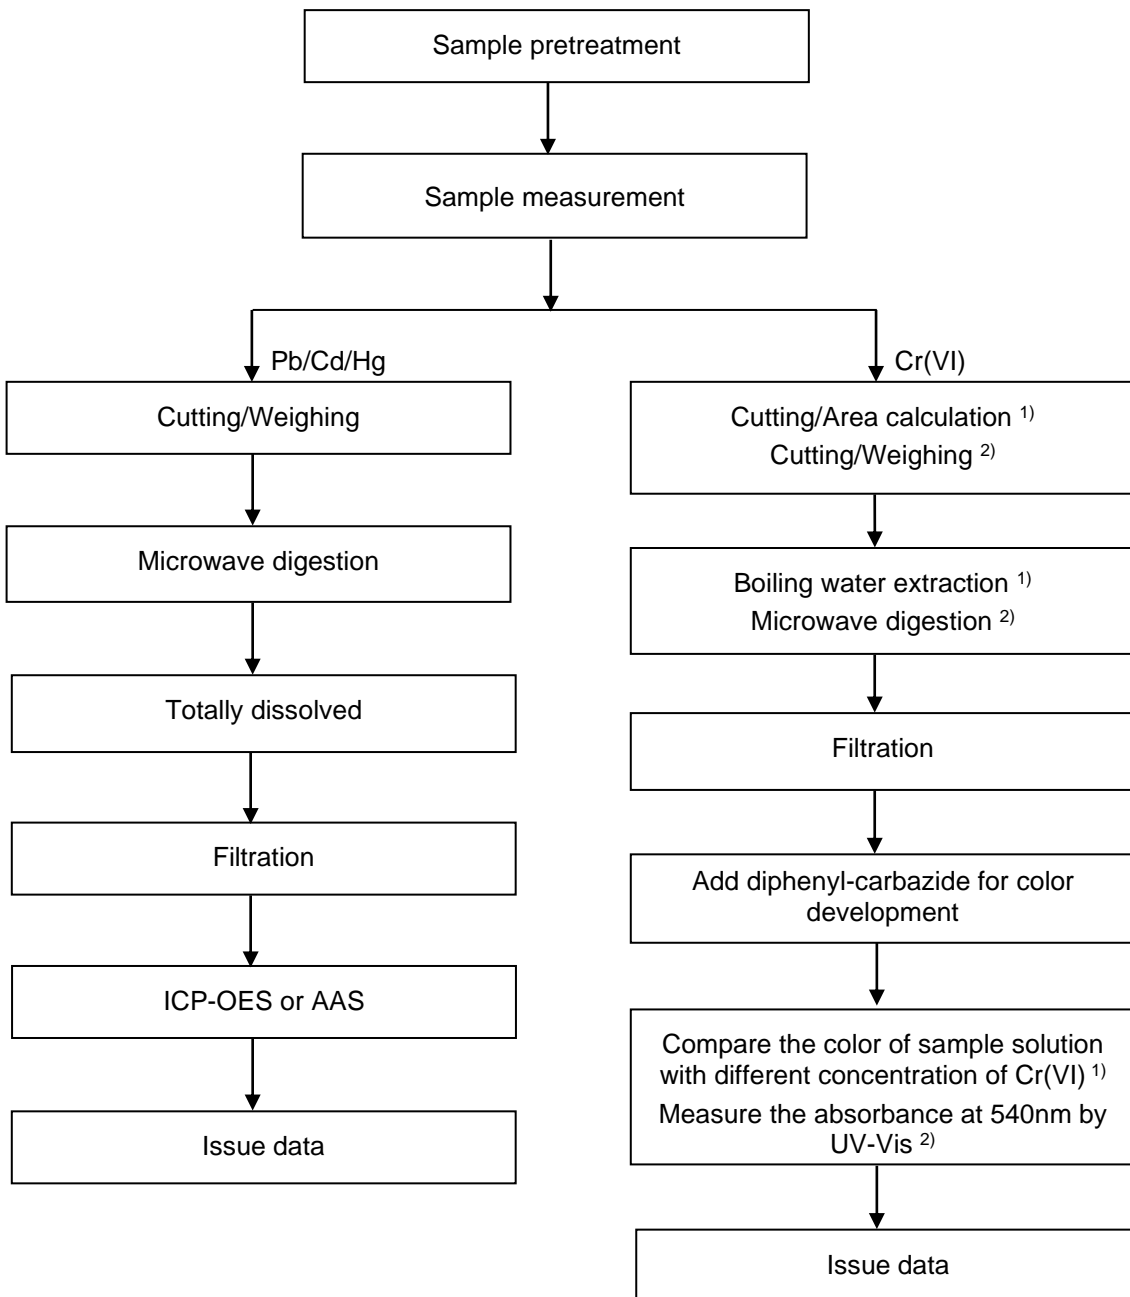 Sample pretreatment
Sample measurement
Pb/Cd/Hg
Cutting/Weighing
Microwave digestion
Totally dissolved
Filtration
ICP-OES or AAS
Issue data
Cr(VI)
Cutting/Area calculation 1)
Cutting/Weighing 2)
Boiling water extraction 1)
Microwave digestion 2)
Filtration
Add diphenyl-carbazide for color
development
Compare the color of sample solution
with different concentration of Cr(VI) 1)
Measure the absorbance at 540nm by
UV-Vis 2)
Issue data